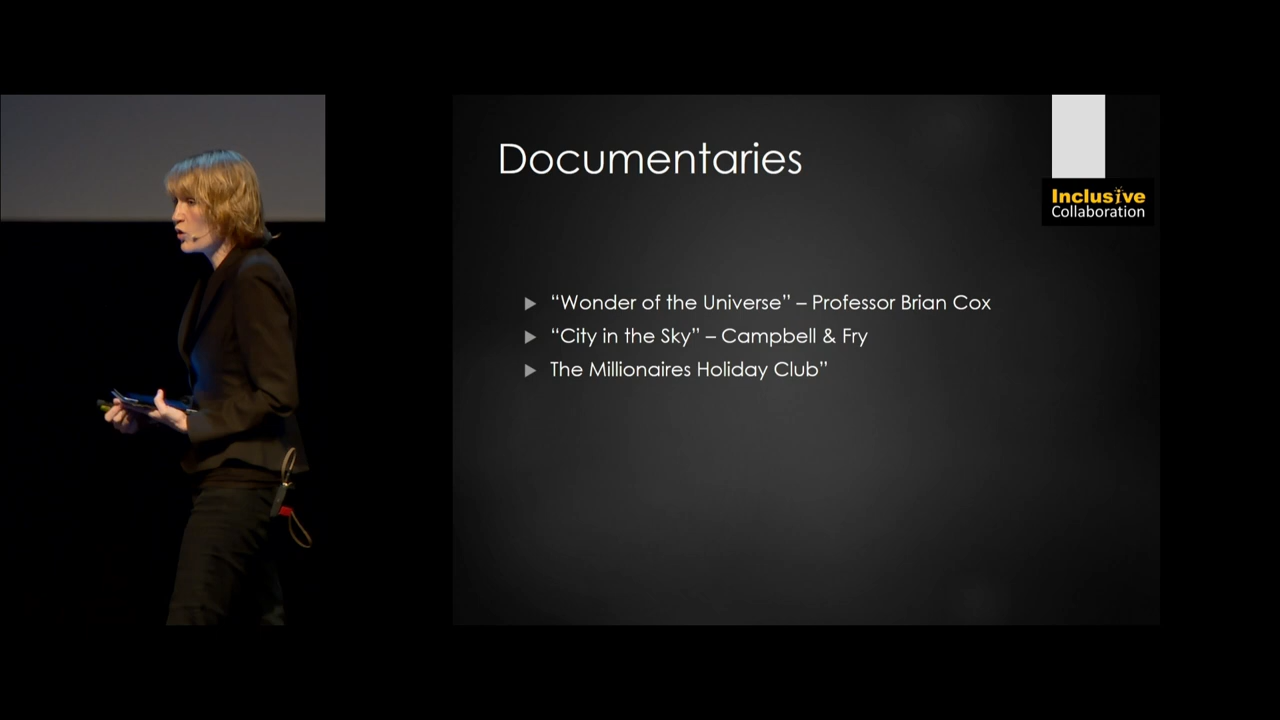 Documentaries
Inclusive
Collaboration
“Wonder of the Universe” – Professor Brian Cox
“City in the Sky” – Campbell & Fry
The Millionaires Holiday Club”